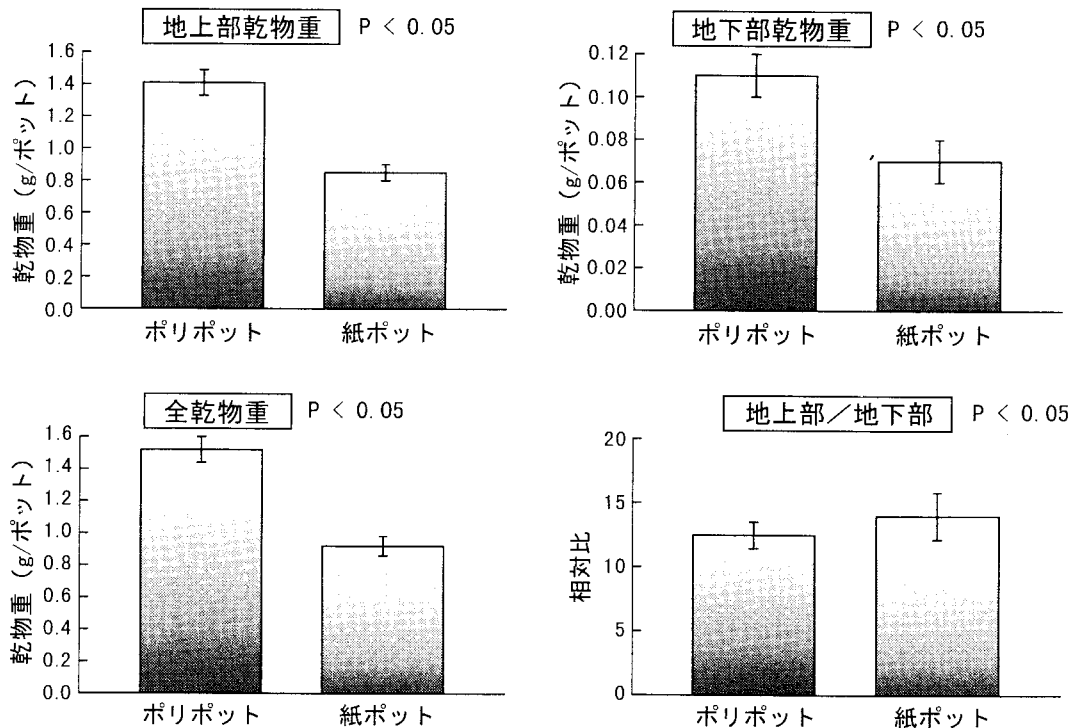 地上部乾物重 P < 0.05
乾物重 (g/ポット)
1.6
1.4
1.2
1.0
0.8
0.6
0.4
0.2
0.0
ポリポット 紙ポット
地下部乾物重 P < 0.05
乾物重 (g/ポット)
0.12
0.10
0.08
0.06
0.04
0.02
0.00
ポリポット 紙ポット
全乾物重 P < 0.05
乾物重 (g/ポット)
1.6
1.4
1.2
1.0
0.8
0.6
0.4
0.2
0.0
ポリポット 紙ポット
地上部/地下部 P < 0.05
相対比
20
15
10
5
0
ポリポット 紙ポット